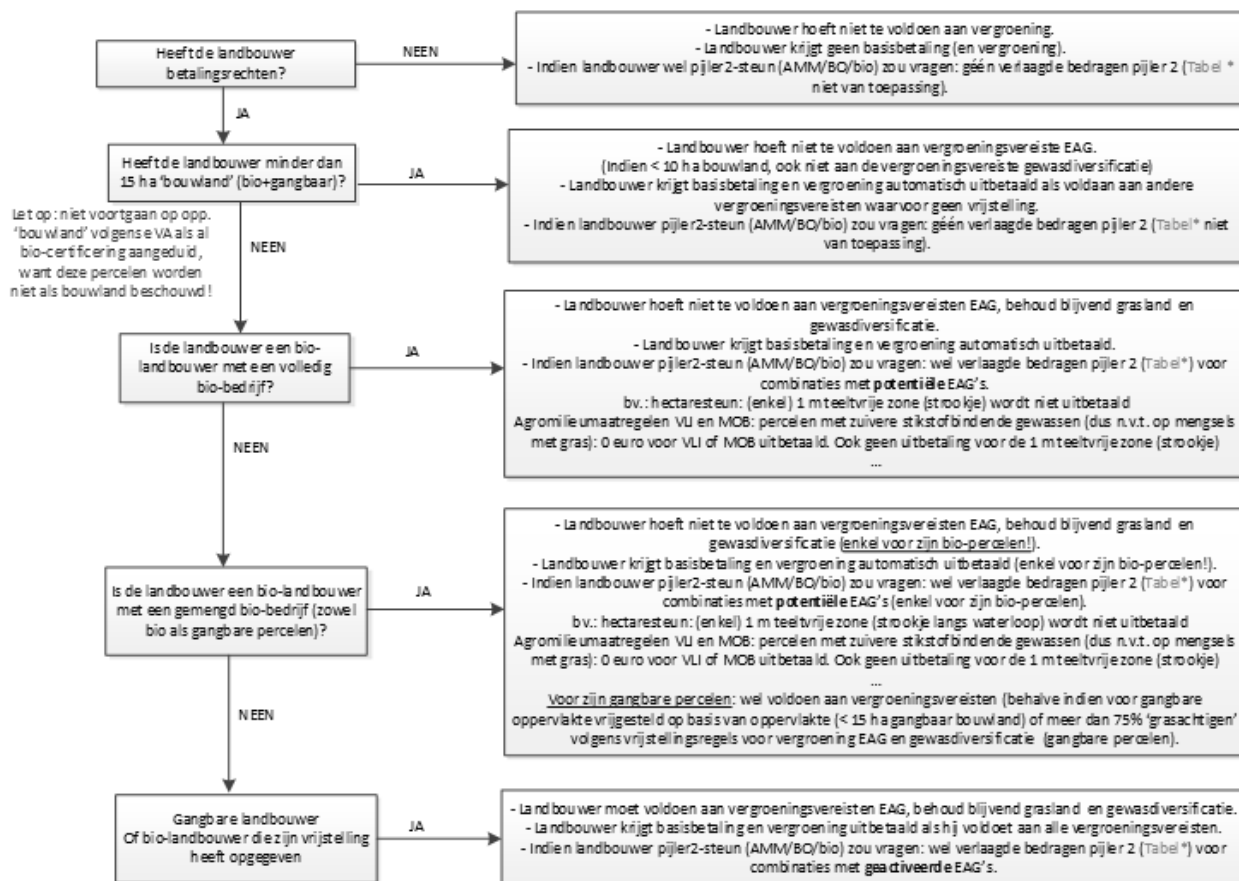 Heeft de landbouwer
betalingsrechten?
NEEN
- Landbouwer hoeft niet te voldoen aan vergroening.
- Landbouwer krijgt geen basisbetaling (en vergroening).
- Indien landbouwer wel pijler2-steun (AMM/BO/bio) zou vragen: géén verlaagde bedragen pijler 2 (Tabel *
niet van toepassing).
JA
Heeft de landbouwer minder dan
15 ha ‘bouwland’ (bio+gangbaar)?
JA
- Landbouwer hoeft niet te voldoen aan vergroeningsvereiste EAG.
(Indien < 10 ha bouwland, ook niet aan de vergroeningsvereiste gewasdiversificatie)
- Landbouwer krijgt basisbetaling en vergroening automatisch uitbetaald als voldaan aan andere
vergroeningsvereisten waarvoor geen vrijstelling.
- Indien landbouwer pijler2-steun (AMM/BO/bio) zou vragen: géén verlaagde bedragen pijler 2 (Tabel* niet
van toepassing).
Let op: niet voortgaan op opp.
‘bouwland’ volgens eVA als al
bio-certifcering aangeduid,
want deze percelen worden
niet als bouwland beschouwd!
NEEN
Is de landbouwer een bio-
landbouwer met een volledig
bio-bedrijf?
JA
- Landbouwer hoeft niet te voldoen aan vergroeningsvereisten EAG, behoud blijvend grasland en
gewasdiversificatie.
- Landbouwer krijgt basisbetaling en vergroening automatisch uitbetaald.
- Indien landbouwer pijler2-steun (AMM/BO/bio) zou vragen: wel verlaagde bedragen pijler 2 (Tabel*) voor
combinaties met potentiële EAG's.
bv.: hectaresteun: (enkel) 1 m teeltvrije zone (strookje) wordt niet uitbetaald
Agromilieumaatregelen VLI en MOB: percelen met zuivere stikstofbindende gewassen (dus n.v.t. op mengsels
met gras): 0 euro voor VLI of MOB uitbetaald. Ook geen uitbetaling voor de 1 m teeltvrije zone (strookje)
...
NEEN
Is de landbouwer een bio-landbouwer
met een gemengd bio-bedrijf (zowel
bio als gangbare percelen)?
JA
- Landbouwer hoeft niet te voldoen aan vergroeningsvereisten EAG, behoud blijvend grasland en
gewasdiversificatie (enkel voor zijn bio-percelen!).
- Landbouwer krijgt basisbetaling en vergroening automatisch uitbetaald (enkel voor zijn bio-percelen!).
- Indien landbouwer pijler2-steun (AMM/BO/bio) zou vragen: wel verlaagde bedragen pijler 2 (Tabel*) voor
combinaties met potentiële EAG's (enkel voor zijn bio-percelen).
bv.: hectaresteun: (enkel) 1 m teeltvrije zone (strookje langs waterloop) wordt niet uitbetaald
Agromilieumaatregelen VLI en MOB: percelen met zuivere stikstofbindende gewassen (dus n.v.t. op mengsels
met gras): 0 euro voor VLI of MOB uitbetaald. Ook geen uitbetaling voor de 1 m teeltvrije zone (strookje)
...
Voor zijn gangbare percelen: wel voldoen aan vergroeningsvereisten (behalve indien voor gangbare
oppervlakte vrijgesteld op basis van oppervlakte (< 15 ha gangbaar bouwland) of meer dan 75% ‘grasachtigen’
volgens vrijstellingsregels voor vergroening EAG en gewasdiversificatie (gangbare percelen).
NEEN
Gangbare landbouwer
Of bio-landbouwer die zijn vrijstelling
heeft opgegeven
JA
- Landbouwer moet voldoen aan vergroeningsvereisten EAG, behoud blijvend grasland en gewasdiversificatie.
- Landbouwer krijgt basisbetaling en vergroening uitbetaald als hij voldoet aan alle vergroeningsvereisten.
- Indien landbouwer pijler2-steun (AMM/BO/bio) zou vragen: wel verlaagde bedragen pijler 2 (Tabel*) voor
combinaties met geactiveerde EAG's.